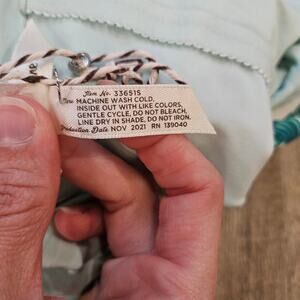 Item No. 336515
MACHINE WASH COLD,
INSIDE OUT WITH LIKE COLORS,
GENTLE CYCLE, DO NOT BLEACH,
LINE DRY IN SHADE, DO NOT IRON.
Production Date NOV 2021 RN 139040